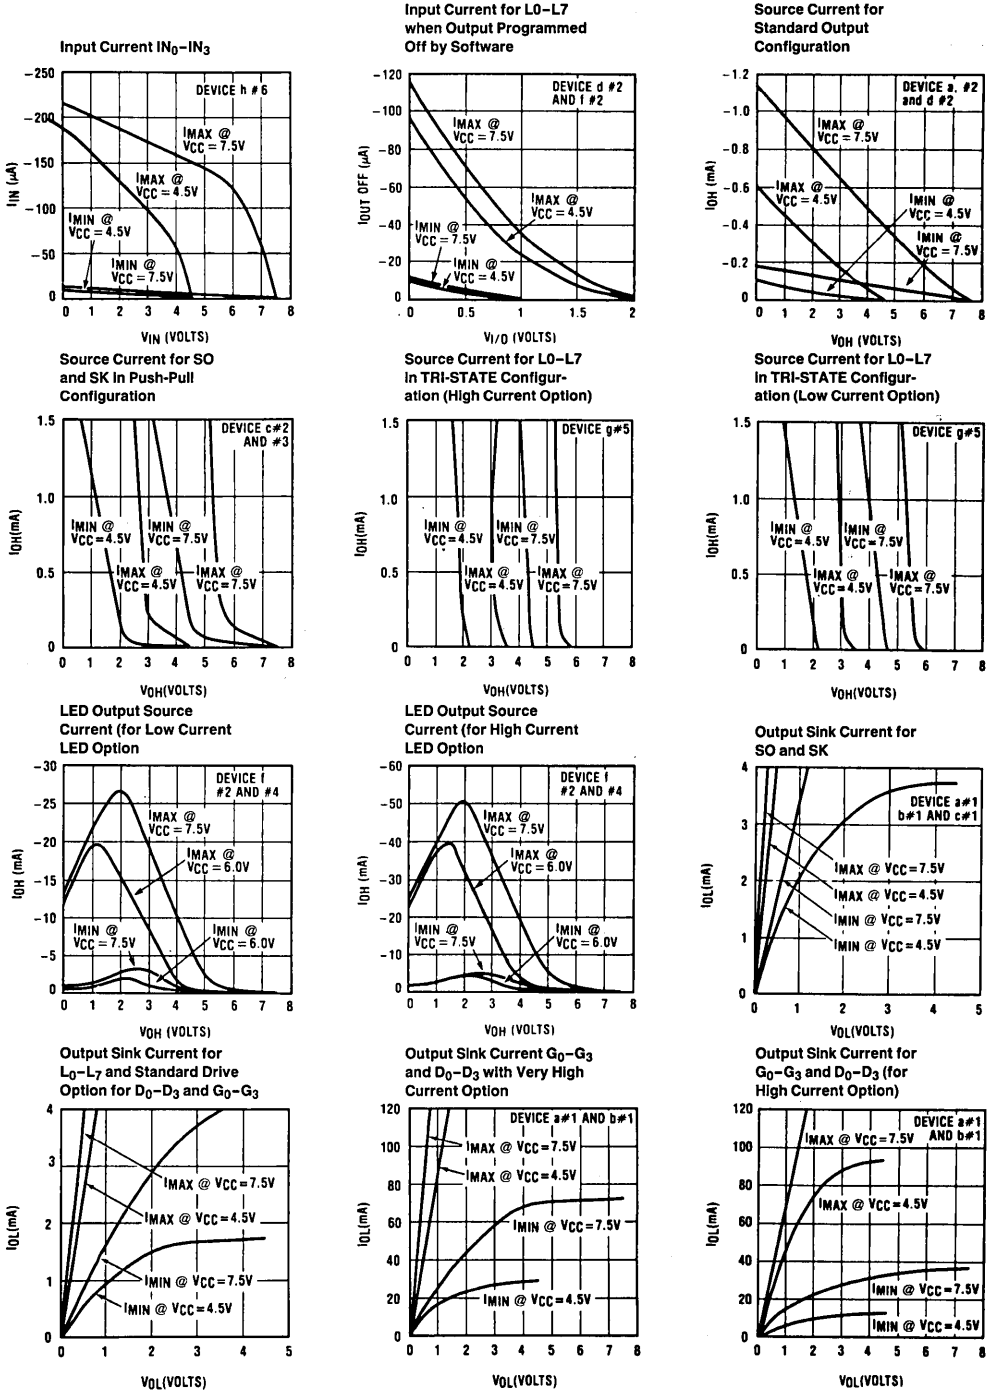 Input Current IN0–IN3
-250
-200
-150
-100
-50
0
IIN (μA)
DEVICE h #6
IMAX @
VCC = 7.5V
IMAX @
VCC = 4.5V
IMIN @
VCC = 4.5V
IMIN @
VCC = 7.5V
0 1 2 3 4 5 6 7 8
VIN (VOLTS)
Input Current for L0–L7
when Output Programmed
Off by Software
-120
-100
-80
-60
-40
-20
0
IOUT OFF (μA)
DEVICE d #2
AND f #2
IMAX @
VCC = 7.5V
IMAX @
VCC = 4.5V
IMIN @
VCC = 7.5V
IMIN @
VCC = 4.5V
0 0.5 1.0 1.5 2
VI/O (VOLTS)
Source Current for
Standard Output
Configuration
-1.2
-1.0
-0.8
-0.6
-0.4
-0.2
0
IOH (mA)
DEVICE a, #2
and d #2
IMAX @
VCC = 7.5V
IMAX @
VCC = 4.5V
IMIN @
VCC = 4.5V
IMIN @
VCC = 7.5V
0 1 2 3 4 5 6 7 8
VOH (VOLTS)
Source Current for SO
and SK in Push-Pull
Configuration
1.5
1.0
0.5
0
IOH(mA)
DEVICE c#2
AND #3
IMIN @
VCC = 4.5V
IMIN @
VCC = 7.5V
IMAX @
VCC = 4.5V
IMAX @
VCC = 7.5V
0 1 2 3 4 5 6 7 8
VOH(VOLTS)
Source Current for L0–L7
in TRI-STATE Configur-
ation (High Current Option)
1.5
1.0
0.5
0
IOH(mA)
DEVICE g#5
IMIN @
VCC = 4.5V
IMIN @
VCC = 7.5V
IMAX @
VCC = 4.5V
IMAX @
VCC = 7.5V
0 1 2 3 4 5 6 7 8
VOH(VOLTS)
Source Current for L0–L7
in TRI-STATE Configur-
ation (Low Current Option)
1.5
1.0
0.5
0
IOH(mA)
DEVICE g#5
IMIN @
VCC = 4.5V
IMIN @
VCC = 7.5V
IMAX @
VCC = 4.5V
IMAX @
VCC = 7.5V
0 1 2 3 4 5 6 7 8
VOH(VOLTS)
LED Output Source
Current (for Low Current
LED Option
-30
-25
-20
-15
-10
-5
0
IOH (mA)
DEVICE f
#2 AND #4
IMAX @
VCC = 7.5V
IMAX @
VCC = 6.0V
IMIN @
VCC = 7.5V
IMIN @
VCC = 6.0V
0 1 2 3 4 5 6 7 8
VOH (VOLTS)
LED Output Source
Current (for High Current
LED Option
-60
-50
-40
-30
-20
-10
0
IOH (mA)
DEVICE f
#2 AND #4
IMAX @
VCC = 7.5V
IMAX @
VCC = 6.0V
IMIN @
VCC = 7.5V
IMIN @
VCC = 6.0V
0 1 2 3 4 5 6 7 8
VOH (VOLTS)
Output Sink Current for
SO and SK
4
3
2
1
0
IOL(mA)
DEVICE a#1
b#1 AND c#1
IMAX @ VCC = 7.5V
IMAX @ VCC = 4.5V
IMIN @ VCC = 7.5V
IMIN @ VCC = 4.5V
0 1 2 3 4 5
VOL(VOLTS)
Output Sink Current for
L0–L7 and Standard Drive
Option for D0–D3 and G0–G3
4
3
2
1
0
IOL(mA)
IMAX @ VCC = 7.5V
IMAX @ VCC = 4.5V
IMIN @ VCC = 7.5V
IMIN @ VCC = 4.5V
0 1 2 3 4 5
VOL(VOLTS)
Output Sink Current G0–G3
and D0–D3 with Very High
Current Option
120
100
80
60
40
20
0
IOL(mA)
DEVICE a#1 AND b#1
IMAX @ VCC = 7.5V
IMAX @ VCC = 4.5V
IMIN @ VCC = 7.5V
IMIN @ VCC = 4.5V
0 1 2 3 4 5 6 7 8
VOL(VOLTS)
Output Sink Current for
G0–G3 and D0–D3 (for
High Current Option)
120
100
80
60
40
20
0
IOL(mA)
DEVICE a#1
AND b#1
IMAX @ VCC = 7.5V
IMAX @ VCC = 4.5V
IMIN @ VCC = 7.5V
IMIN @ VCC = 4.5V
0 1 2 3 4 5 6 7 8
VOL(VOLTS)